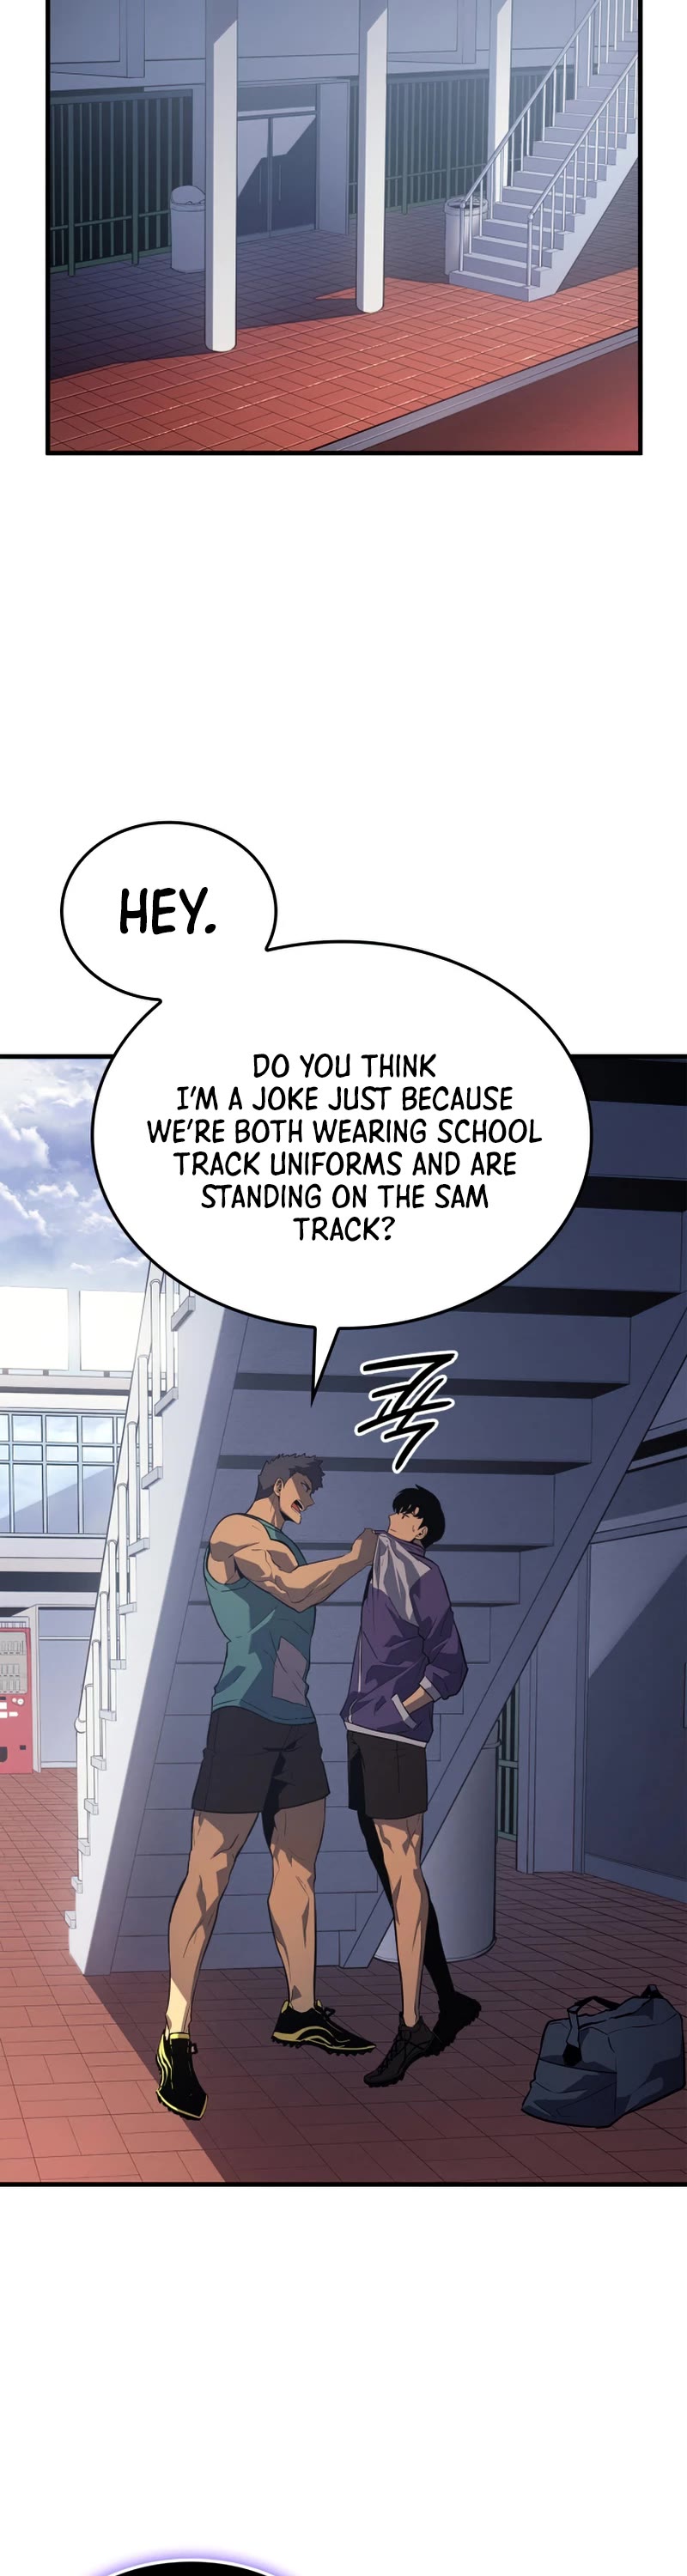 HEY.
DO YOU THINK
I'M A JOKE JUST BECAUSE
WE'RE BOTH WEARING SCHOOL
TRACK UNIFORMS AND ARE
STANDING ON THE SAM
TRACK?
콱